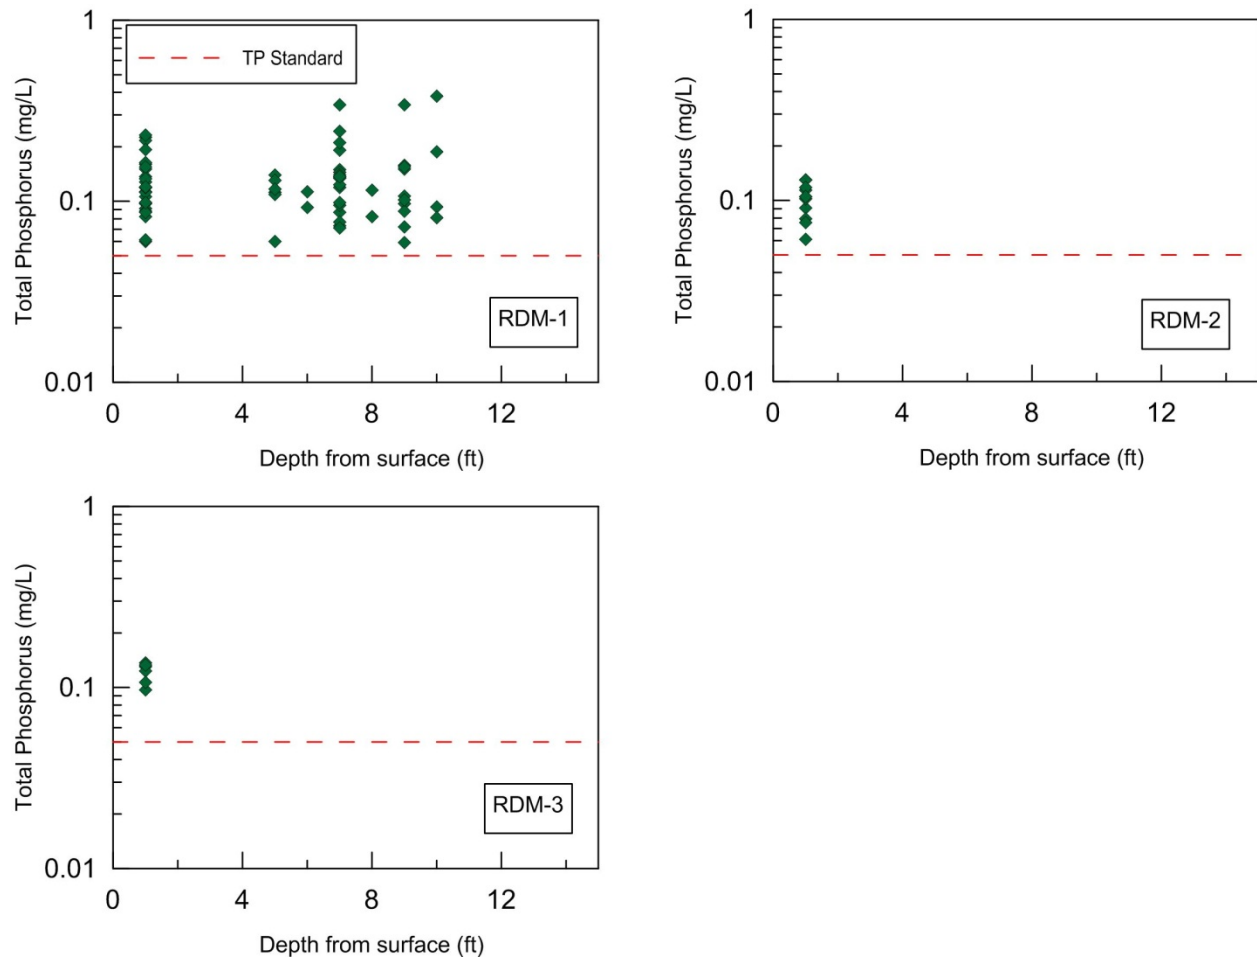 1
TP Standard
Total Phosphorus (mg/L)
0.1
RDM-1
0.01
0 4 8 12
Depth from surface (ft)
1
Total Phosphorus (mg/L)
0.1
RDM-2
0.01
0 4 8 12
Depth from surface (ft)
1
Total Phosphorus (mg/L)
0.1
RDM-3
0.01
0 4 8 12
Depth from surface (ft)